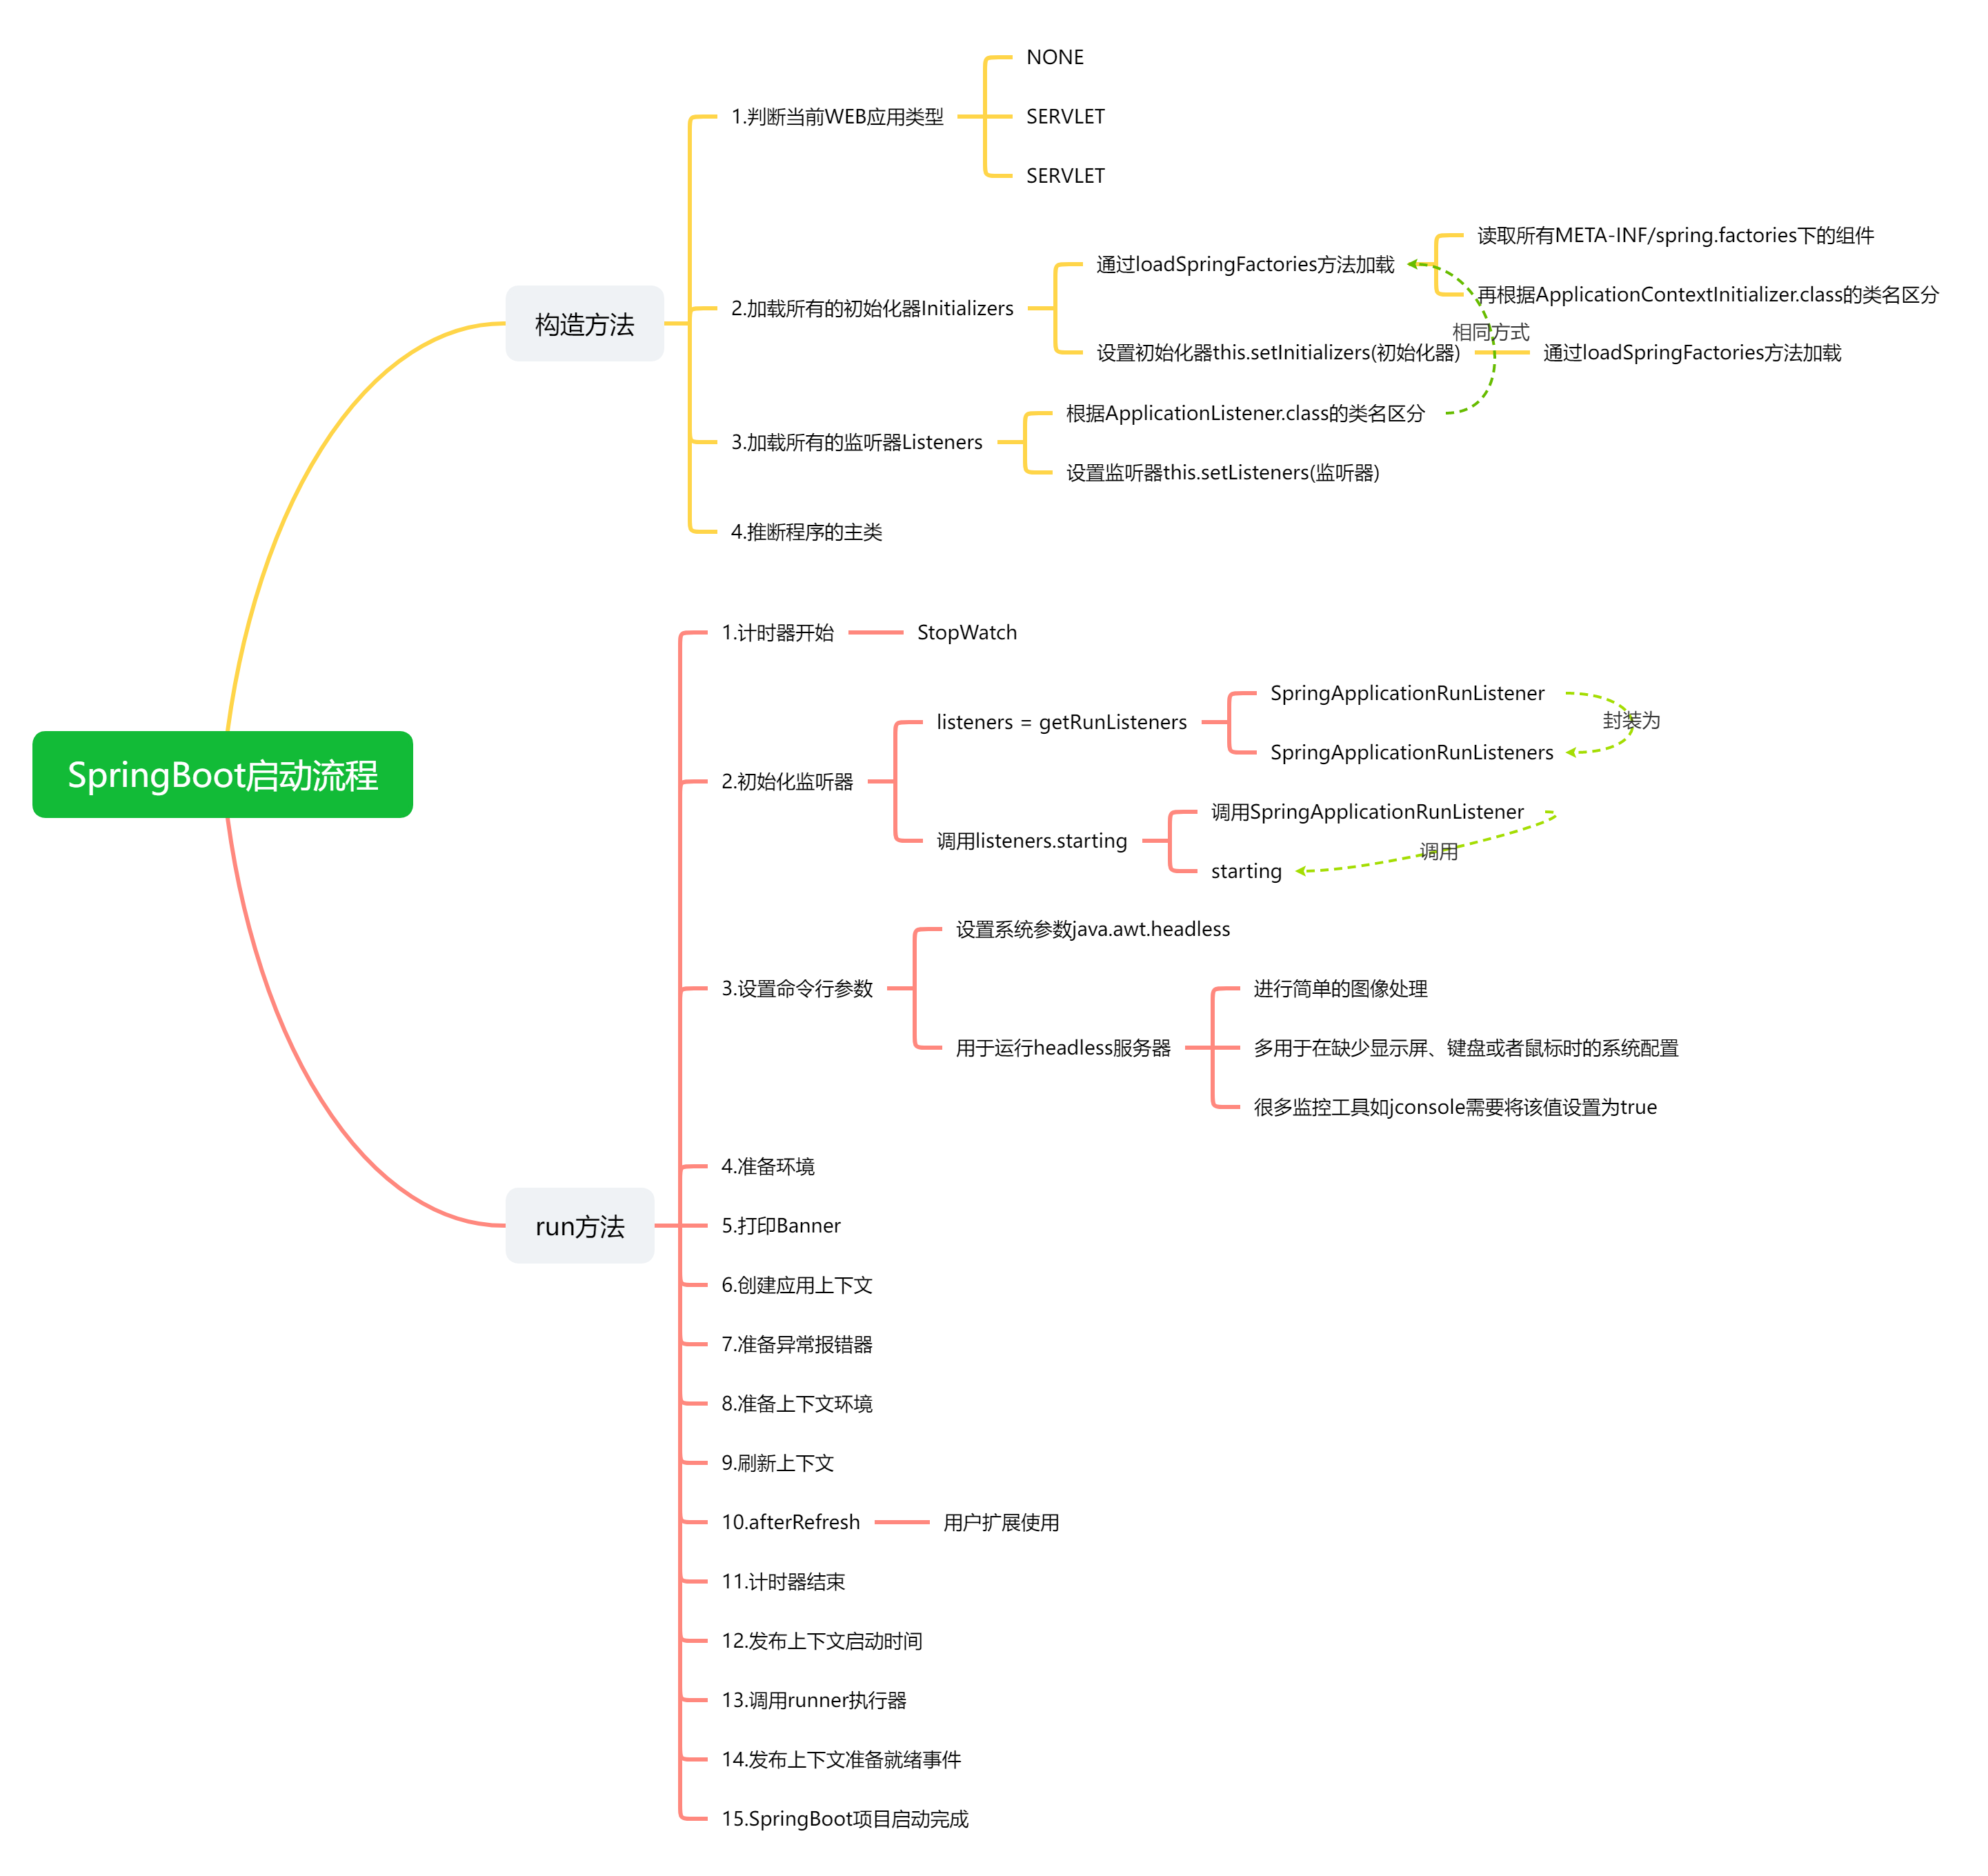 SpringBoot启动流程
构造方法
1.判断当前WEB应用类型
NONE
SERVLET
SERVLET
2.加载所有的初始化器Initializers
通过loadSpringFactories方法加载
读取所有META-INF/spring.factories下的组件
再根据ApplicationContextInitializer.class的类名区分
相同方式
设置初始化器this.setInitializers(初始化器)
通过loadSpringFactories方法加载
3.加载所有的监听器Listeners
根据ApplicationListener.class的类名区分
设置监听器this.setListeners(监听器)
4.推断程序的主类
run方法
1.计时器开始
StopWatch
2.初始化监听器
listeners = getRunListeners
SpringApplicationRunListener
封装为
SpringApplicationRunListeners
调用listeners.starting
调用SpringApplicationRunListener
调用
starting
3.设置命令行参数
设置系统参数java.awt.headless
用于运行headless服务器
进行简单的图像处理
多用于在缺少显示屏、键盘或者鼠标时的系统配置
很多监控工具如jconsole需要将该值设置为true
4.准备环境
5.打印Banner
6.创建应用上下文
7.准备异常报错器
8.准备上下文环境
9.刷新上下文
10.afterRefresh
用户扩展使用
11.计时器结束
12.发布上下文启动时间
13.调用runner执行器
14.发布上下文准备就绪事件
15.SpringBoot项目启动完成